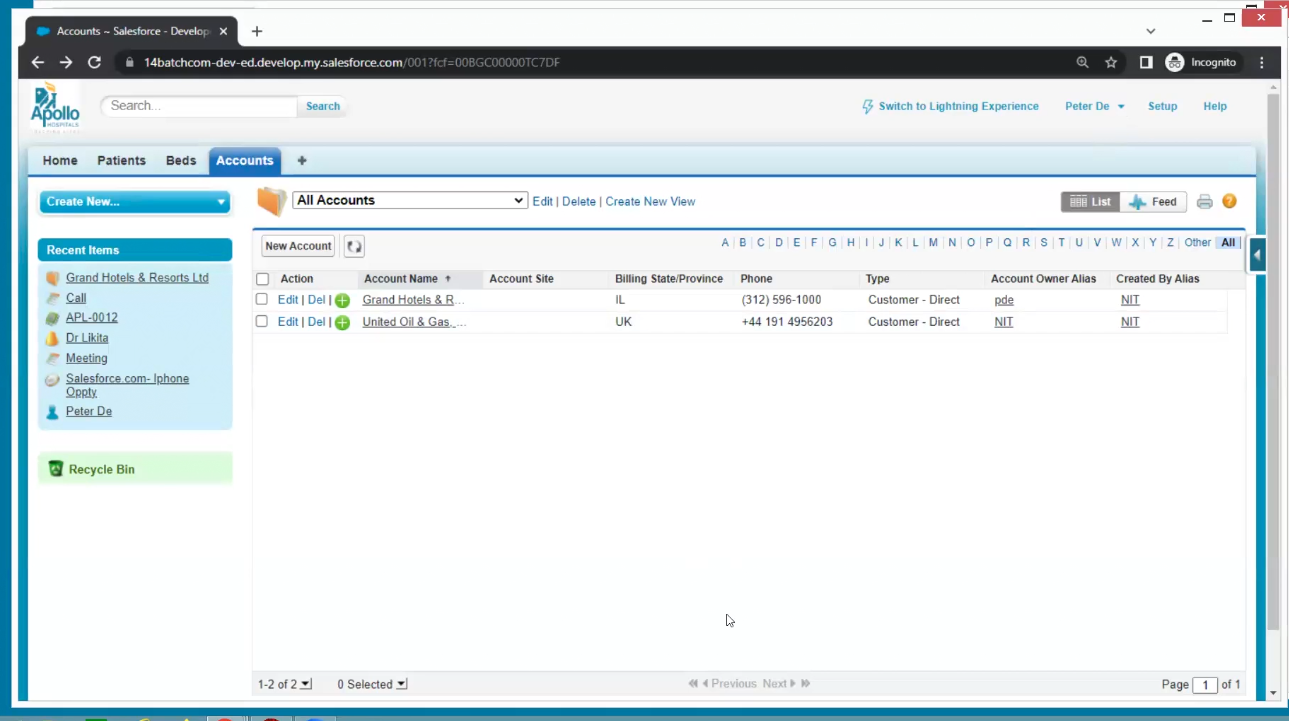 Accounts ~ Salesforce - Develop
14batchcom-dev-ed.develop.my.salesforce.com/001?fcf=00BGC00000TC7DF
Incognito
Apollo
HOSPITALS
Search...
Search
Switch to Lightning Experience
Peter De
Setup
Help
Home Patients Beds Accounts +
Create New...
All Accounts
Edit | Delete | Create New View
List Feed
Recent Items
Grand Hotels & Resorts Ltd
Call
APL-0012
Dr Likita
Meeting
Salesforce.com- Iphone
Oppty
Peter De
Recycle Bin
New Account
A | B | C | D | E | F | G | H | I | J | K | L | M | N | O | P | Q | R | S | T | U | V | W | X | Y | Z | Other | All
Action Account Name Account Site Billing State/Province Phone Type Account Owner Alias Created By Alias
Edit | Del | Grand Hotels & R... IL (312) 596-1000 Customer - Direct pde NIT
Edit | Del | United Oil & Gas, ... UK +44 191 4956203 Customer - Direct NIT NIT
1-2 of 2 0 Selected Previous Next Page 1 of 1